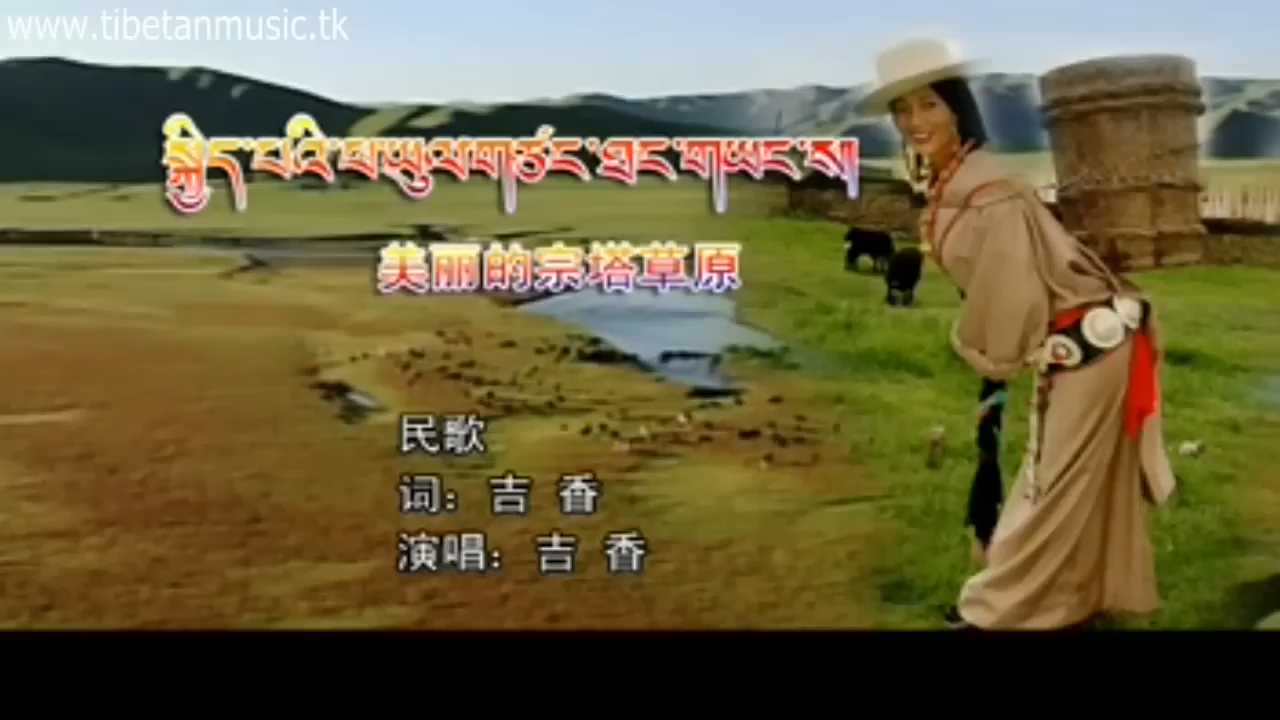 www.tibetanmusic.tk
སྐྱིད་པའི་ཕ་ཡུལ་གཙང་ཐང་གཡང་ས།
美丽的宗塔草原
民歌
词：吉 香
演唱：吉 香